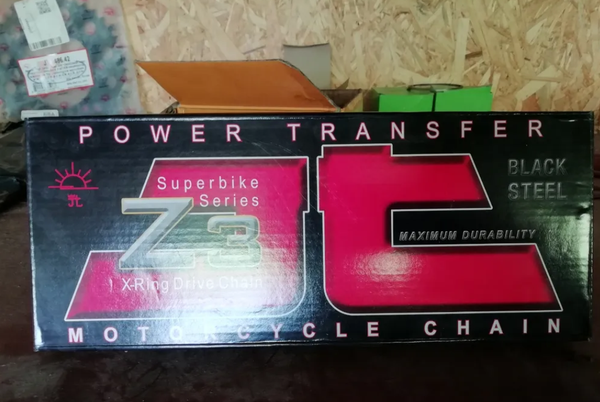 POWER TRANSFER
JT
BLACK
STEEL
Superbike
Series
Z3
MAXIMUM DURABILITY
X-Ring Drive Chain
MOTORCYCLE CHAIN